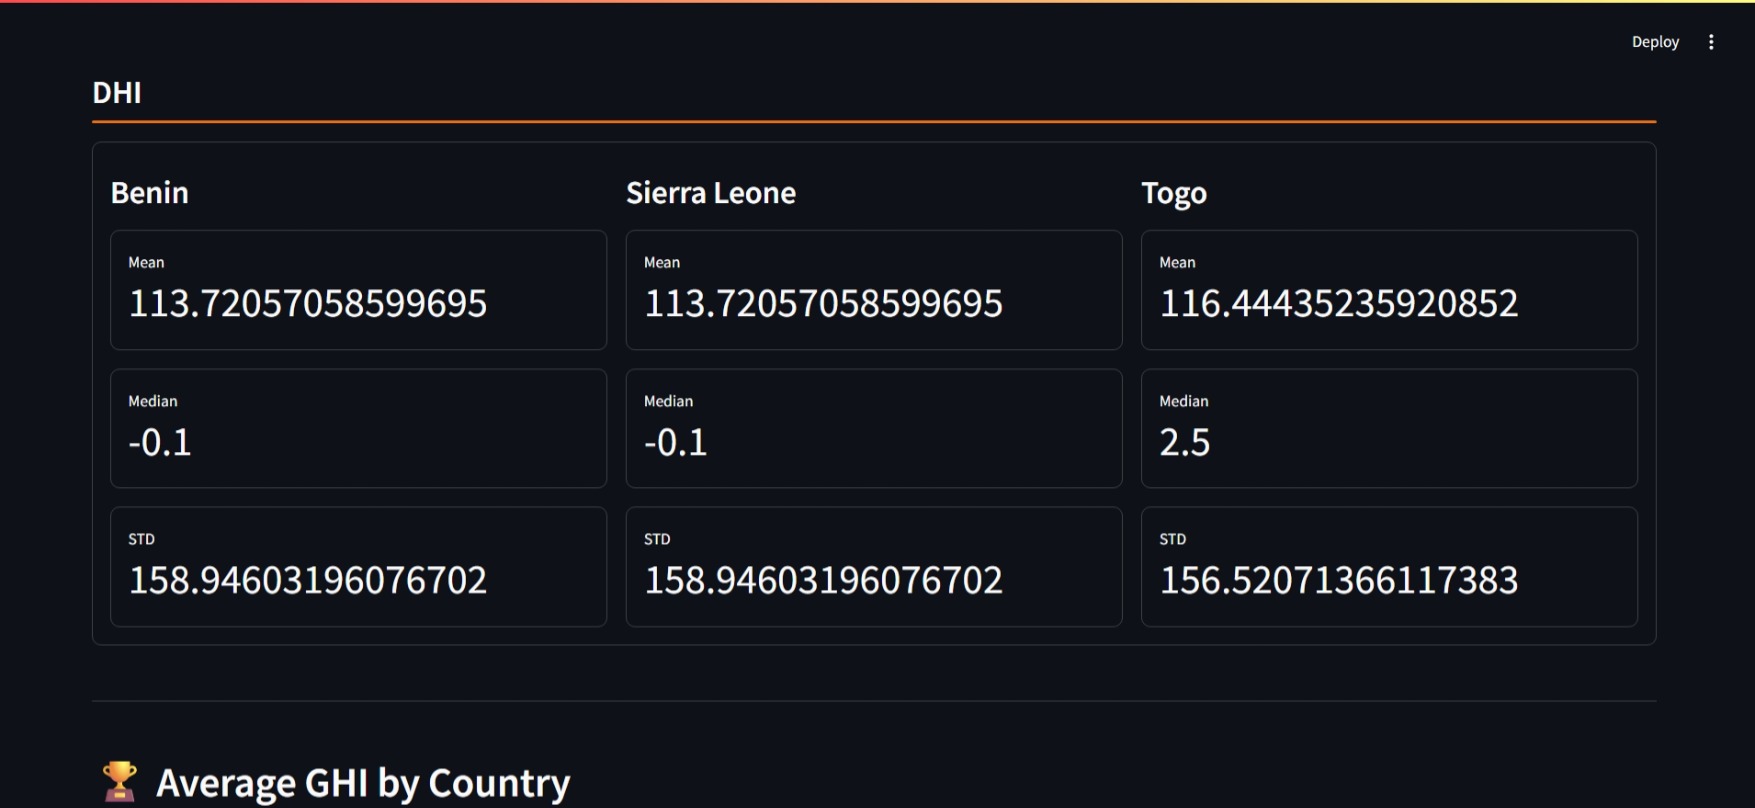 Deploy
DHI
Benin
Sierra Leone
Togo
Mean
113.72057058599695
Mean
113.72057058599695
Mean
116.44435235920852
Median
-0.1
Median
-0.1
Median
2.5
STD
158.94603196076702
STD
158.94603196076702
STD
156.52071366117383
Average GHI by Country